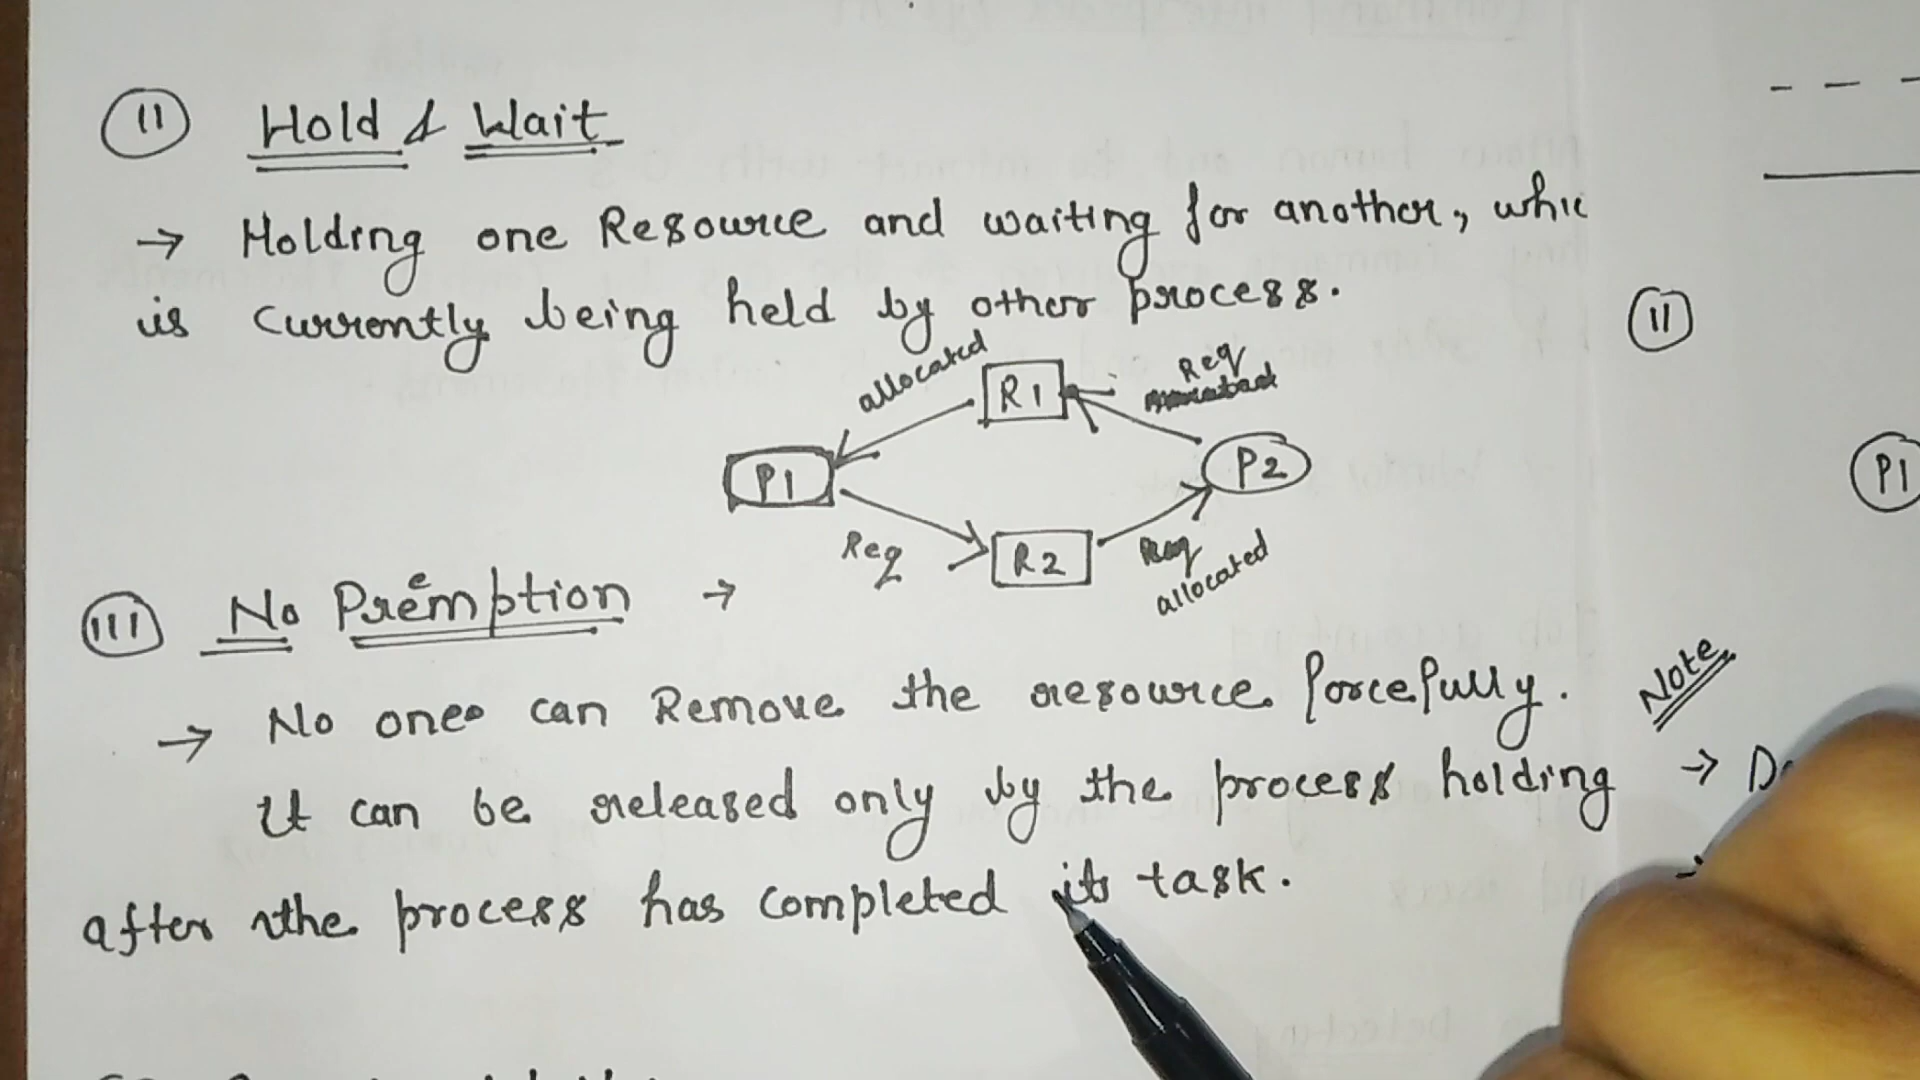 (II) Hold & Wait
→ Holding one Resource and waiting for another, whic
is currently being held by other process.
allocated
R1
Req
P1
P2
Req
R2
Req
allocated
(III) No Preemption →
→ No one can Remove the resource forcefully.
it can be released only by the process holding
after the process has completed its task.
(II)
P1
Note
→ D